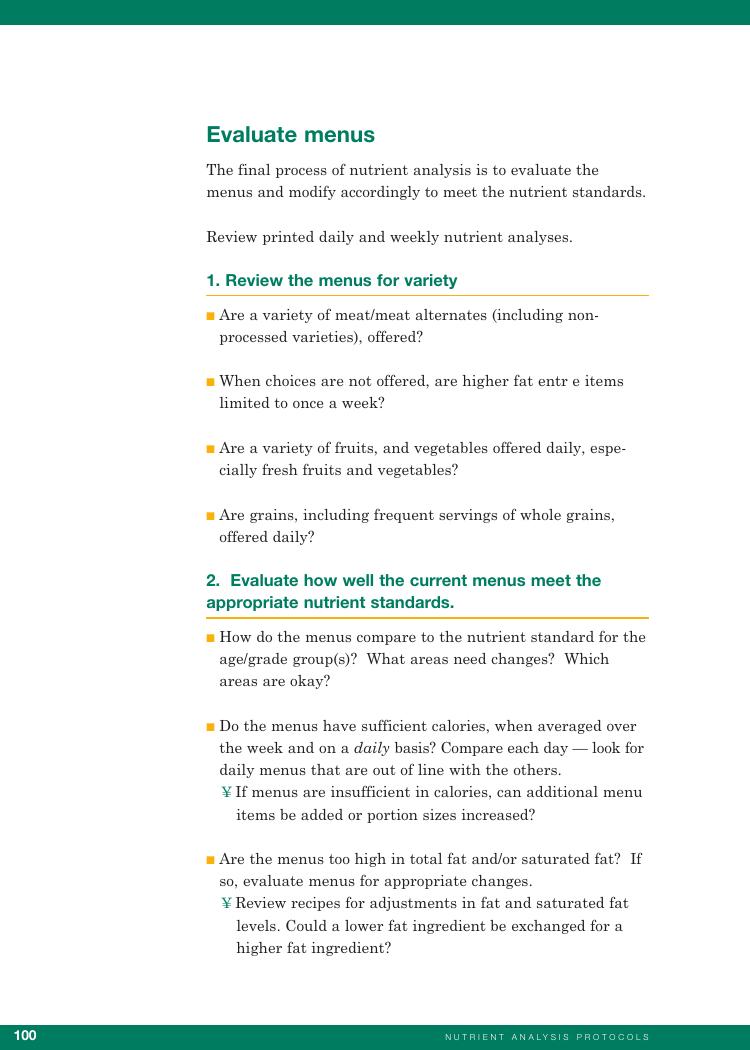 Evaluate menus
The final process of nutrient analysis is to evaluate the
menus and modify accordingly to meet the nutrient standards.
Review printed daily and weekly nutrient analyses.
1. Review the menus for variety
■ Are a variety of meat/meat alternates (including non-
processed varieties), offered?
■ When choices are not offered, are higher fat entr e items
limited to once a week?
■ Are a variety of fruits, and vegetables offered daily, espe-
cially fresh fruits and vegetables?
■ Are grains, including frequent servings of whole grains,
offered daily?
2.  Evaluate how well the current menus meet the
appropriate nutrient standards.
■ How do the menus compare to the nutrient standard for the
age/grade group(s)?  What areas need changes?  Which
areas are okay?
■ Do the menus have sufficient calories, when averaged over
the week and on a daily basis? Compare each day — look for
daily menus that are out of line with the others.
¥ If menus are insufficient in calories, can additional menu
items be added or portion sizes increased?
■ Are the menus too high in total fat and/or saturated fat?  If
so, evaluate menus for appropriate changes.
¥ Review recipes for adjustments in fat and saturated fat
levels. Could a lower fat ingredient be exchanged for a
higher fat ingredient?
100
NUTRIENT ANALYSIS PROTOCOLS